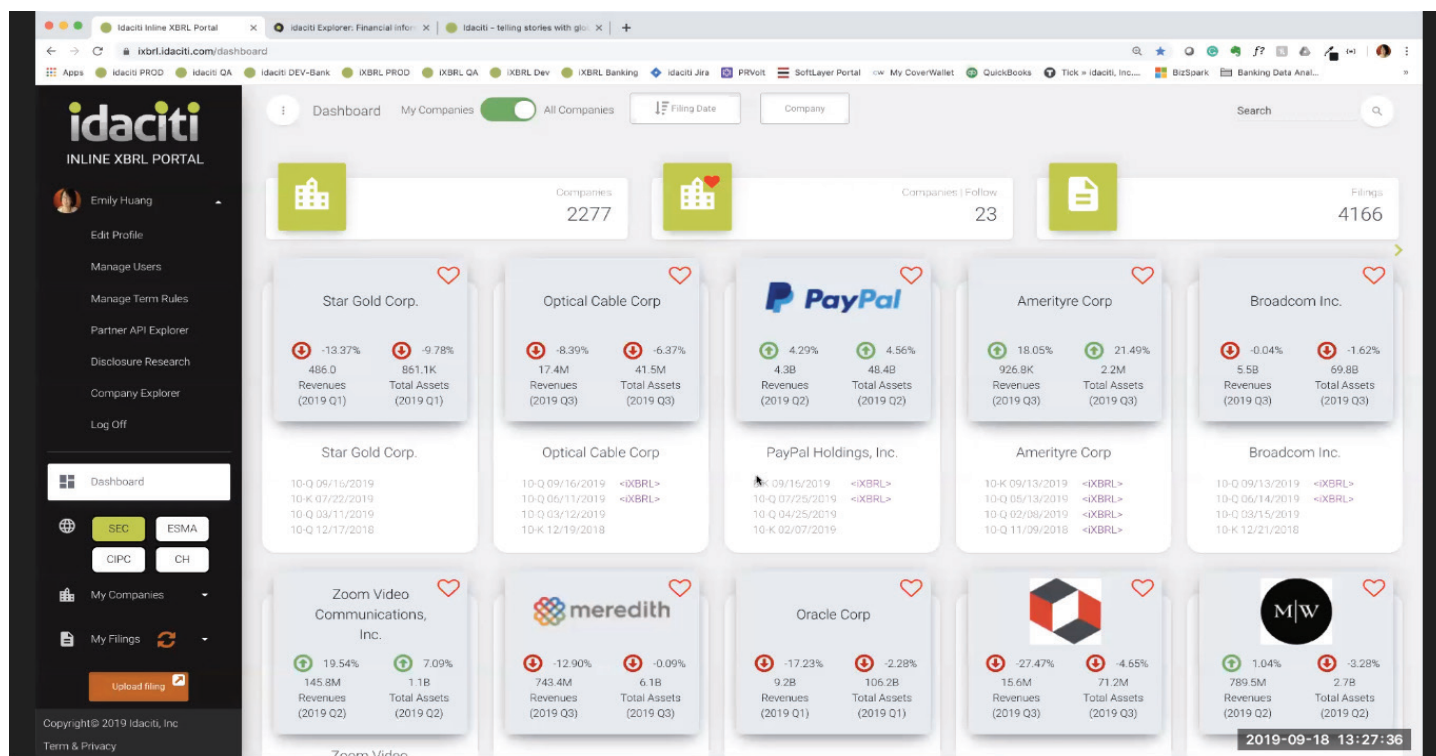 idaciti Inline XBRL Portal
idaciti Explorer: Financial infor
Idaciti – telling stories with glo
ixbrl.idaciti.com/dashboard
Apps idaciti PROD idaciti QA idaciti DEV-Bank iXBRL PROD iXBRL QA iXBRL Dev iXBRL Banking idaciti Jira PRVolt SoftLayer Portal cw My CoverWallet QuickBooks Tick » idaciti, Inc.... BizSpark Banking Data Anal... »
idaciti
INLINE XBRL PORTAL
Emily Huang
Edit Profile
Manage Users
Manage Term Rules
Partner API Explorer
Disclosure Research
Company Explorer
Log Off
Dashboard
SEC ESMA
CIPC CH
My Companies
My Filings
Upload filing
Copyright© 2019 Idaciti, Inc
Term & Privacy
Dashboard My Companies All Companies Filing Date Company Search
Companies
2277
Companies | Follow
23
Filings
4166
Star Gold Corp.
-13.37% -9.78%
486.0 861.1K
Revenues Total Assets
(2019 Q1) (2019 Q1)
Star Gold Corp.
10-Q 09/16/2019
10-K 07/22/2019
10-Q 03/11/2019
10-Q 12/17/2018
Optical Cable Corp
-8.39% -6.37%
17.4M 41.5M
Revenues Total Assets
(2019 Q3) (2019 Q3)
Optical Cable Corp
10-Q 09/16/2019 <iXBRL>
10-Q 06/11/2019 <iXBRL>
10-Q 03/12/2019
10-K 12/19/2018
PayPal
4.29% 4.56%
4.3B 48.4B
Revenues Total Assets
(2019 Q2) (2019 Q2)
PayPal Holdings, Inc.
K 09/16/2019 <iXBRL>
10-Q 07/25/2019 <iXBRL>
10-Q 04/25/2019
10-K 02/07/2019
Amerityre Corp
18.05% 21.49%
926.8K 2.2M
Revenues Total Assets
(2019 Q3) (2019 Q3)
Amerityre Corp
10-K 09/13/2019 <iXBRL>
10-Q 05/13/2019 <iXBRL>
10-Q 02/08/2019 <iXBRL>
10-Q 11/09/2018 <iXBRL>
Broadcom Inc.
-0.04% -1.62%
5.5B 69.8B
Revenues Total Assets
(2019 Q3) (2019 Q3)
Broadcom Inc.
10-Q 09/13/2019 <iXBRL>
10-Q 06/14/2019 <iXBRL>
10-Q 03/15/2019
10-K 12/21/2018
Zoom Video
Communications,
Inc.
19.54% 7.09%
145.8M 1.1B
Revenues Total Assets
(2019 Q2) (2019 Q2)
Zoom Video
meredith
-12.90% -0.09%
743.4M 6.1B
Revenues Total Assets
(2019 Q3) (2019 Q3)
Oracle Corp
-17.23% -2.28%
9.2B 106.2B
Revenues Total Assets
(2019 Q1) (2019 Q1)
-27.47% -4.65%
15.6M 71.2M
Revenues Total Assets
(2019 Q3) (2019 Q3)
M|W
1.04% -3.28%
789.5M 2.7B
Revenues Total Assets
(2019 Q2) (2019 Q2)
2019-09-18 13:27:36